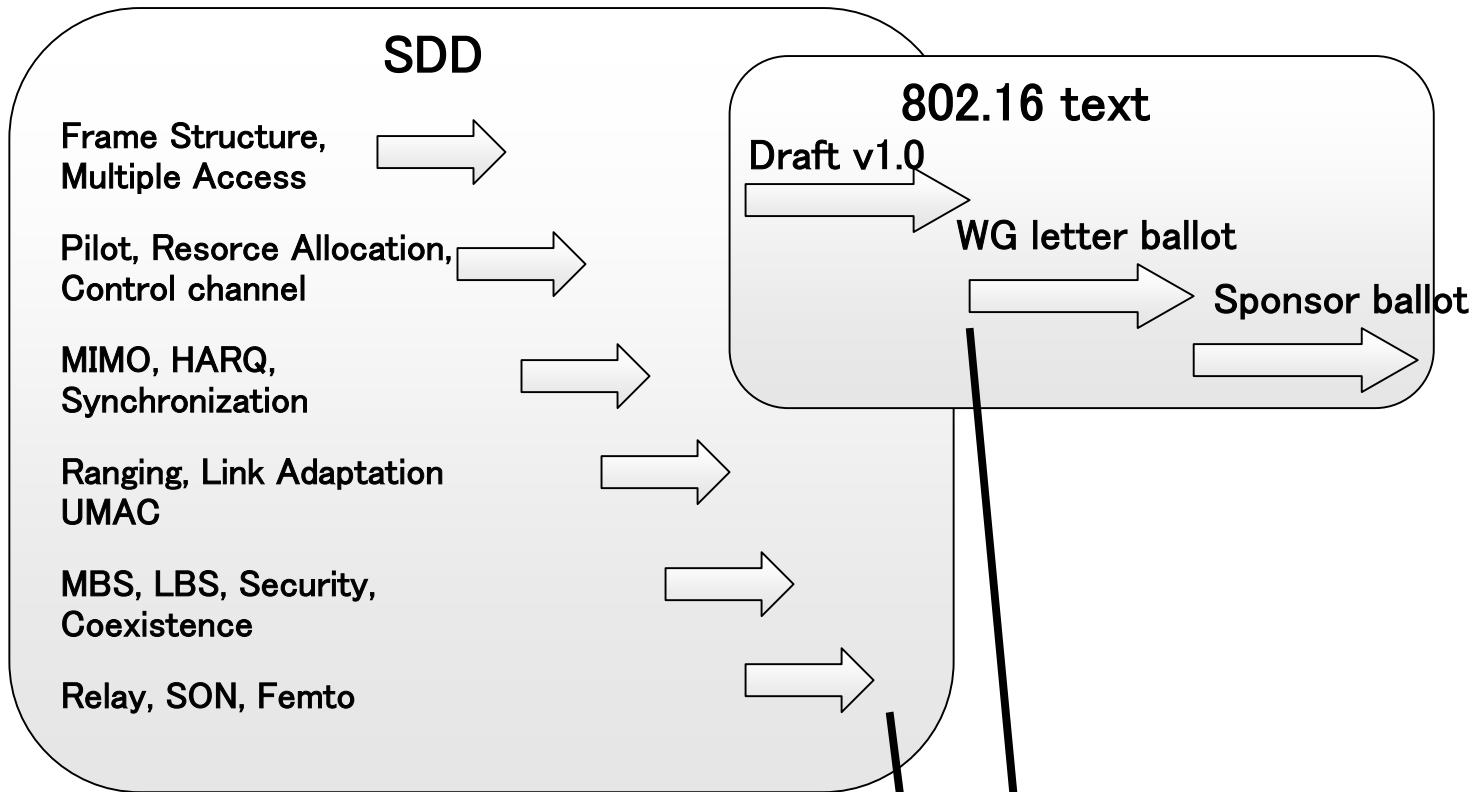 SDD
Frame Structure,
Multiple Access
Pilot, Resorce Allocation,
Control channel
MIMO, HARQ,
Synchronization
Ranging, Link Adaptation
UMAC
MBS, LBS, Security,
Coexistence
Relay, SON, Femto
802.16 text
Draft v1.0
WG letter ballot
Sponsor ballot